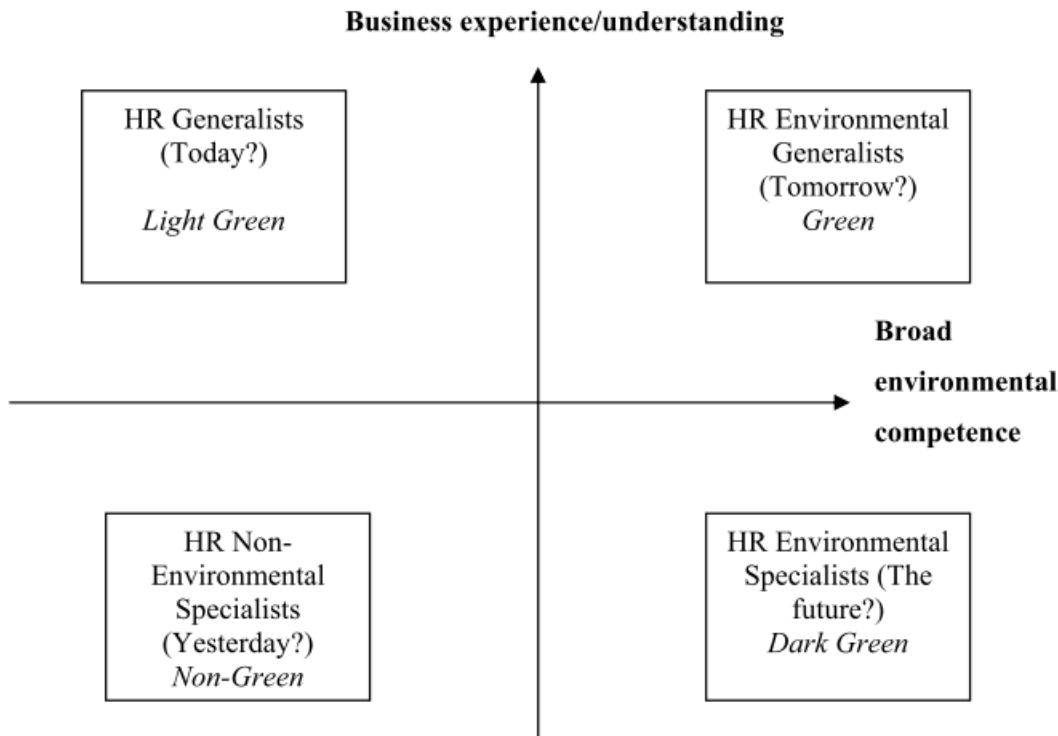 Business experience/understanding
HR Generalists
(Today?)
Light Green
HR Environmental
Generalists
(Tomorrow?)
Green
Broad
environmental
competence
HR Non-
Environmental
Specialists
(Yesterday?)
Non-Green
HR Environmental
Specialists (The
future?)
Dark Green